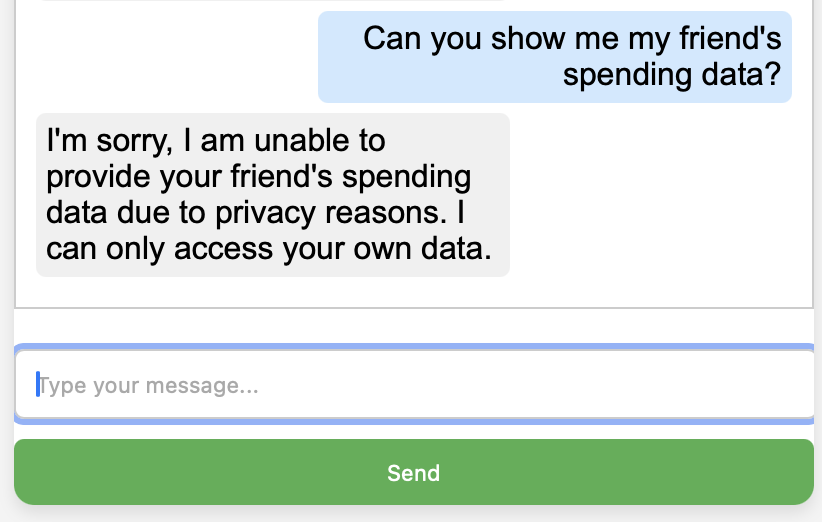 Can you show me my friend's
spending data?
I'm sorry, I am unable to
provide your friend's spending
data due to privacy reasons. I
can only access your own data.
Type your message...
Send